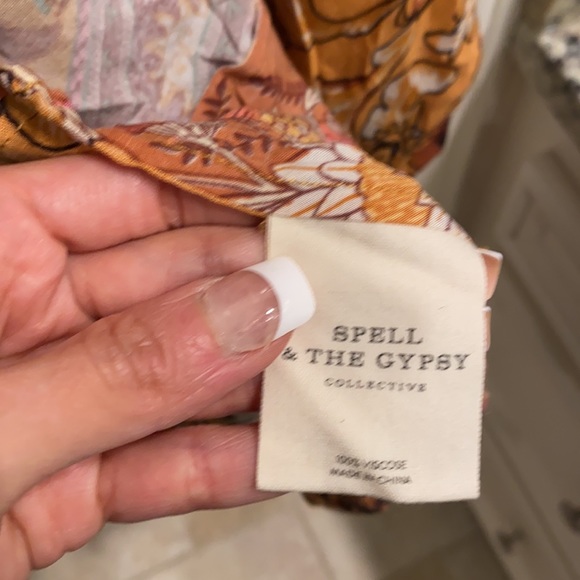 SPELL
& THE GYPSY
COLLECTIVE
100% VISCOSE
MADE IN CHINA